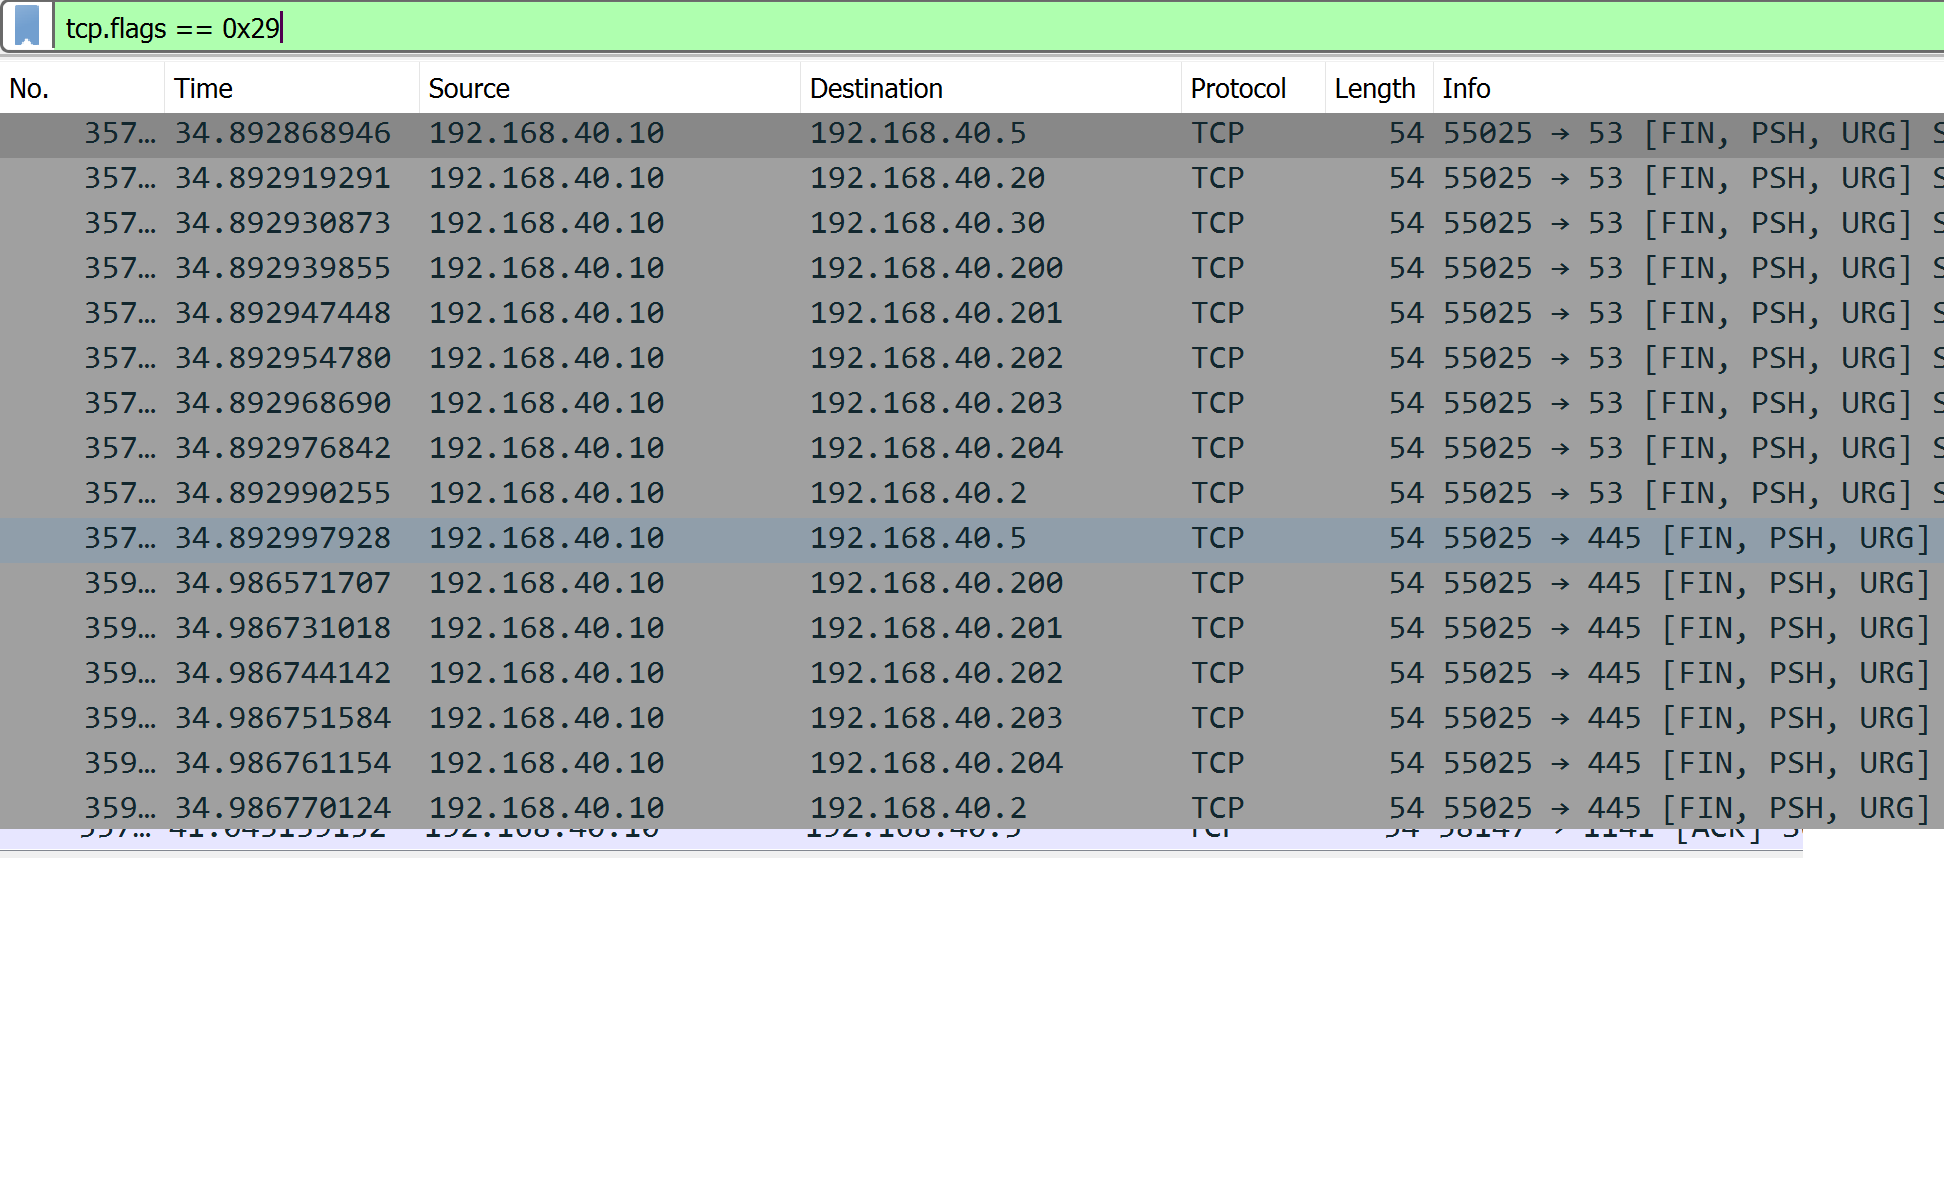 tcp.flags == 0x29
No. Time Source Destination Protocol Length Info
357… 34.892868946 192.168.40.10 192.168.40.5 TCP 54 55025 → 53 [FIN, PSH, URG] S
357… 34.892919291 192.168.40.10 192.168.40.20 TCP 54 55025 → 53 [FIN, PSH, URG] S
357… 34.892930873 192.168.40.10 192.168.40.30 TCP 54 55025 → 53 [FIN, PSH, URG] S
357… 34.892939855 192.168.40.10 192.168.40.200 TCP 54 55025 → 53 [FIN, PSH, URG] S
357… 34.892947448 192.168.40.10 192.168.40.201 TCP 54 55025 → 53 [FIN, PSH, URG] S
357… 34.892954780 192.168.40.10 192.168.40.202 TCP 54 55025 → 53 [FIN, PSH, URG] S
357… 34.892968690 192.168.40.10 192.168.40.203 TCP 54 55025 → 53 [FIN, PSH, URG] S
357… 34.892976842 192.168.40.10 192.168.40.204 TCP 54 55025 → 53 [FIN, PSH, URG] S
357… 34.892990255 192.168.40.10 192.168.40.2 TCP 54 55025 → 53 [FIN, PSH, URG] S
357… 34.892997928 192.168.40.10 192.168.40.5 TCP 54 55025 → 445 [FIN, PSH, URG]
359… 34.986571707 192.168.40.10 192.168.40.200 TCP 54 55025 → 445 [FIN, PSH, URG]
359… 34.986731018 192.168.40.10 192.168.40.201 TCP 54 55025 → 445 [FIN, PSH, URG]
359… 34.986744142 192.168.40.10 192.168.40.202 TCP 54 55025 → 445 [FIN, PSH, URG]
359… 34.986751584 192.168.40.10 192.168.40.203 TCP 54 55025 → 445 [FIN, PSH, URG]
359… 34.986761154 192.168.40.10 192.168.40.204 TCP 54 55025 → 445 [FIN, PSH, URG]
359… 34.986770124 192.168.40.10 192.168.40.2 TCP 54 55025 → 445 [FIN, PSH, URG]
192.168.40.10 TCP 54 [ACK]